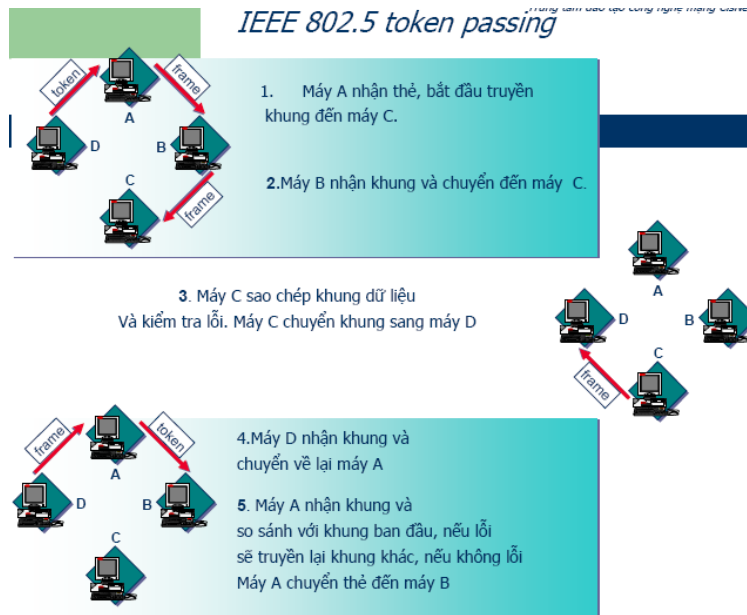 IEEE 802.5 token passing
token
frame
A
D
B
C
frame
1. Máy A nhận thẻ, bắt đầu truyền
khung đến máy C.
2.Máy B nhận khung và chuyển đến máy C.
3. Máy C sao chép khung dữ liệu
Và kiểm tra lỗi. Máy C chuyển khung sang máy D
A
D
B
C
frame
frame
token
A
D
B
C
4.Máy D nhận khung và
chuyển về lại máy A
5. Máy A nhận khung và
so sánh với khung ban đầu, nếu lỗi
sẽ truyền lại khung khác, nếu không lỗi
Máy A chuyển thẻ đến máy B